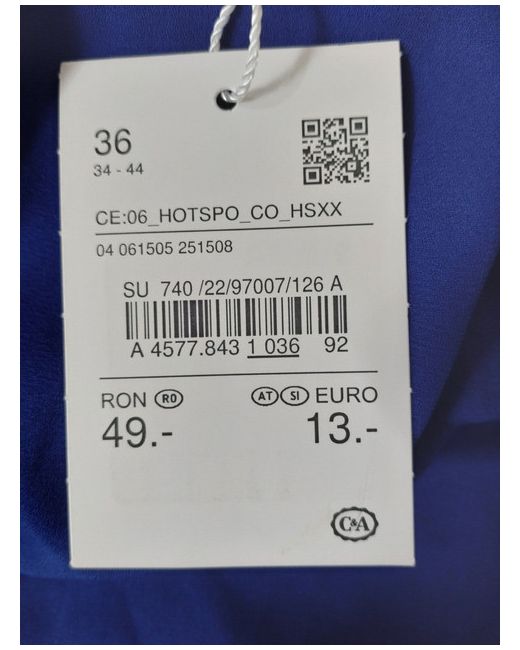 36
34 - 44
CE:06_HOTSPO_CO_HSXX
04 061505 251508
SU 740 /22/97007/126 A
A 4577.843 1 036 92
RON RO AT SI EURO
49.- 13.-
C&A